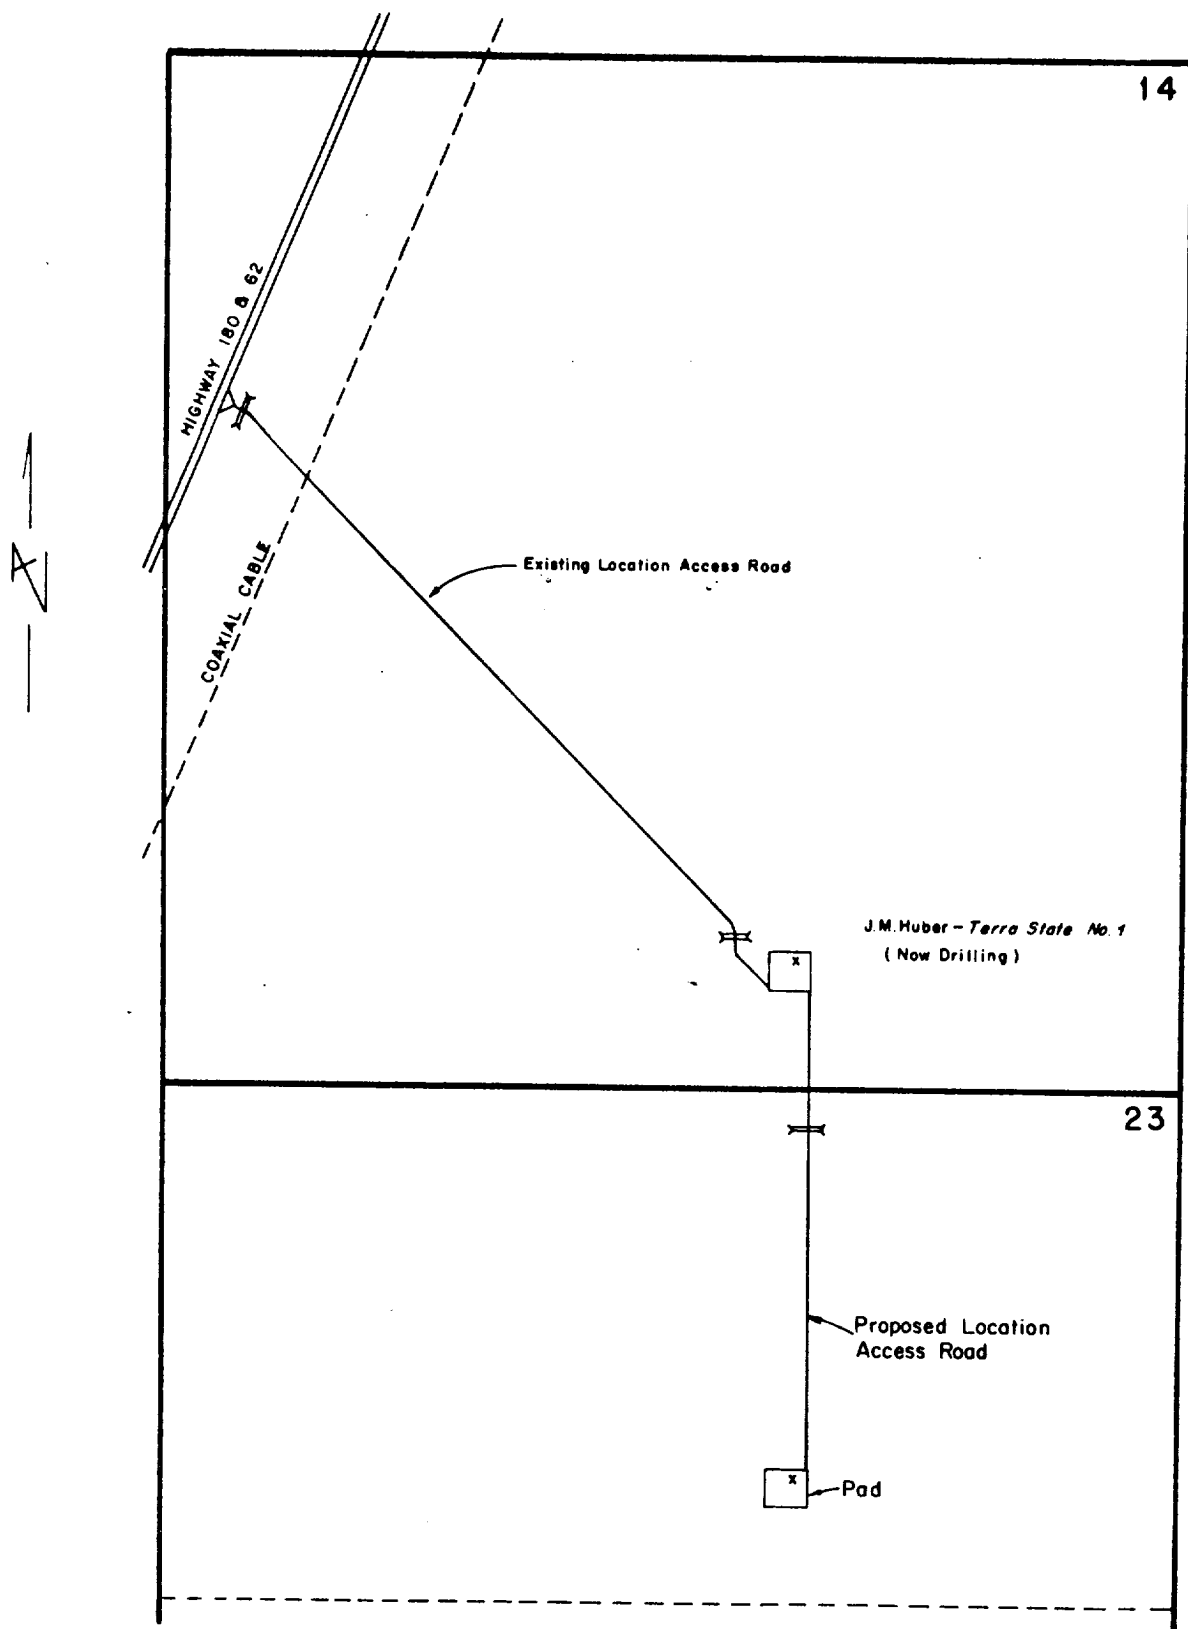 14
HIGHWAY 180 & 62
COAXIAL CABLE
Existing Location Access Road
N
J.M. Huber - Terra State No. 1
( Now Drilling )
x
23
Proposed Location
Access Road
x
Pad